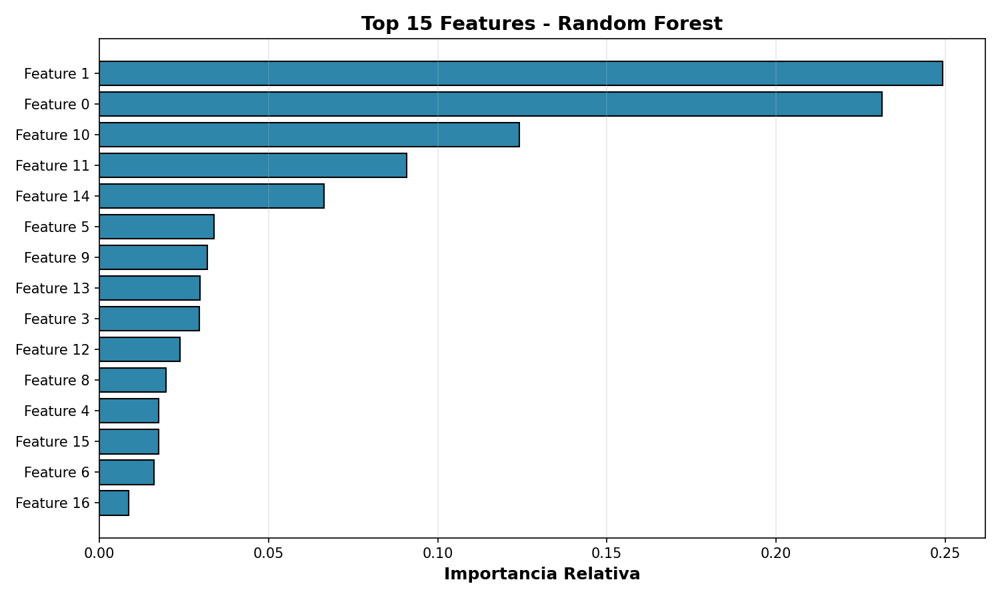 Top 15 Features - Random Forest
Feature 1
Feature 0
Feature 10
Feature 11
Feature 14
Feature 5
Feature 9
Feature 13
Feature 3
Feature 12
Feature 8
Feature 4
Feature 15
Feature 6
Feature 16
0.00 0.05 0.10 0.15 0.20 0.25
Importancia Relativa